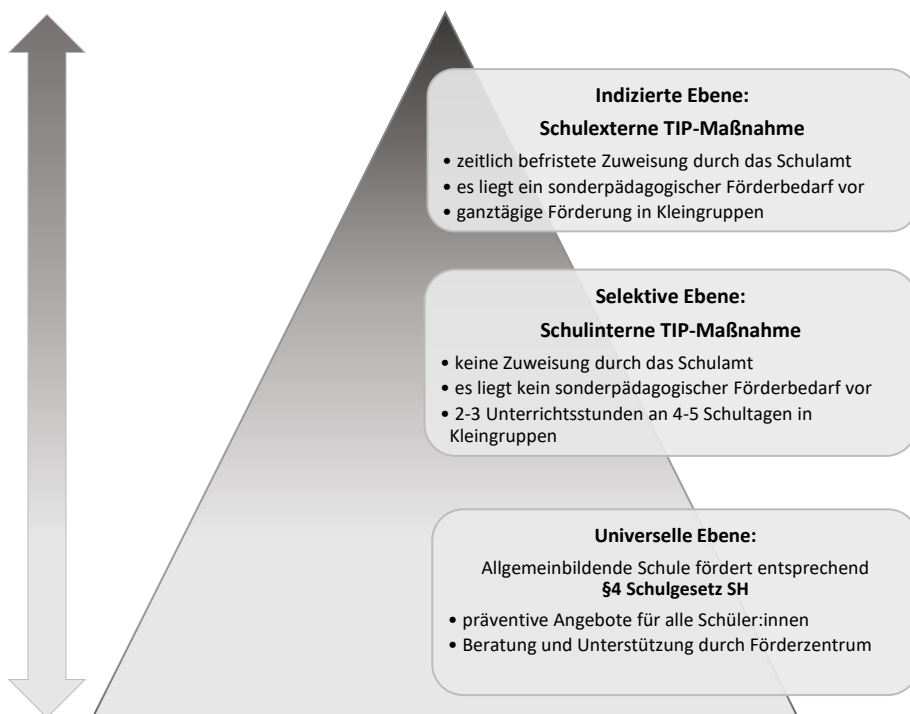 Indizierte Ebene:
Schulexterne TIP-Maßnahme
• zeitlich befristete Zuweisung durch das Schulamt
• es liegt ein sonderpädagogischer Förderbedarf vor
• ganztägige Förderung in Kleingruppen
Selektive Ebene:
Schulinterne TIP-Maßnahme
• keine Zuweisung durch das Schulamt
• es liegt kein sonderpädagogischer Förderbedarf vor
• 2-3 Unterrichtsstunden an 4-5 Schultagen in
Kleingruppen
Universelle Ebene:
Allgemeinbildende Schule fördert entsprechend
§4 Schulgesetz SH
• präventive Angebote für alle Schüler:innen
• Beratung und Unterstützung durch Förderzentrum